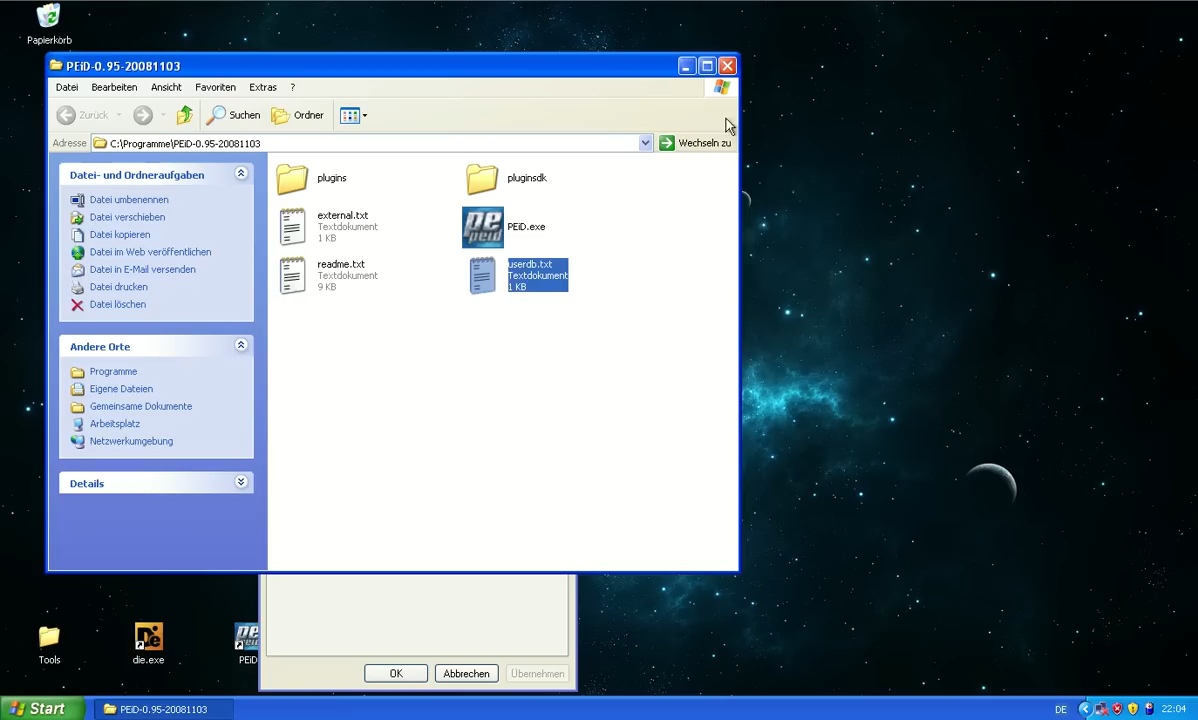 Papierkorb
PEiD-0.95-20081103
Datei Bearbeiten Ansicht Favoriten Extras ?
Zurück Suchen Ordner
Adresse C:\Programme\PEiD-0.95-20081103 Wechseln zu
Datei- und Ordneraufgaben
Datei umbenennen
Datei verschieben
Datei kopieren
Datei im Web veröffentlichen
Datei in E-Mail versenden
Datei drucken
Datei löschen
Andere Orte
Programme
Eigene Dateien
Gemeinsame Dokumente
Arbeitsplatz
Netzwerkumgebung
Details
plugins
pluginsdk
external.txt
Textdokument
1 KB
pe
peid
PEiD.exe
readme.txt
Textdokument
9 KB
userdb.txt
Textdokument
1 KB
Tools
De
die.exe
PEiD
OK Abbrechen Übernehmen
Start PEiD-0.95-20081103 DE 22:04